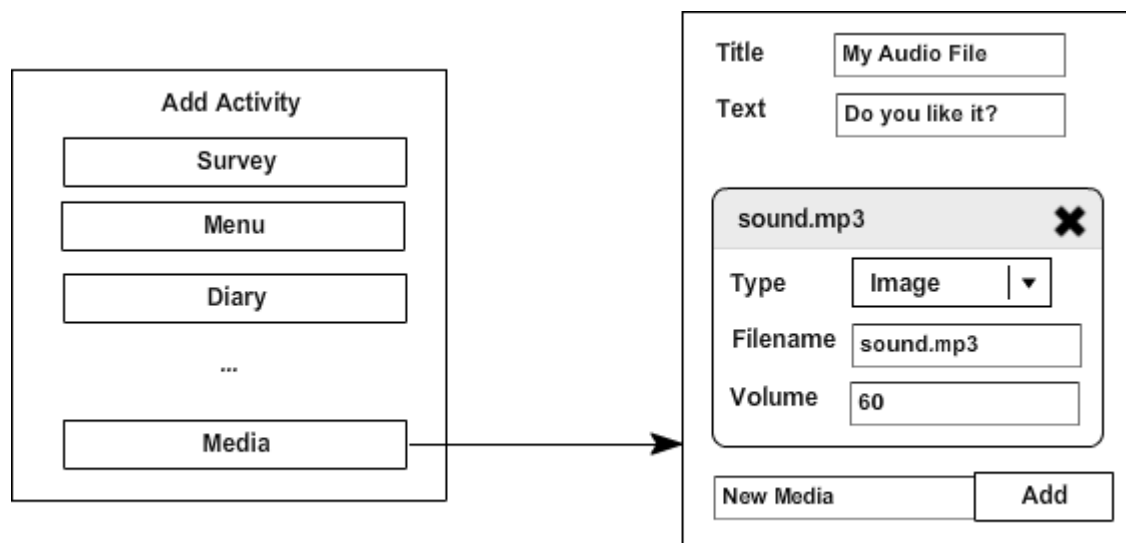 Add Activity
Survey
Menu
Diary
...
Media
Title My Audio File
Text Do you like it?
sound.mp3
Type Image
Filename sound.mp3
Volume 60
New Media Add